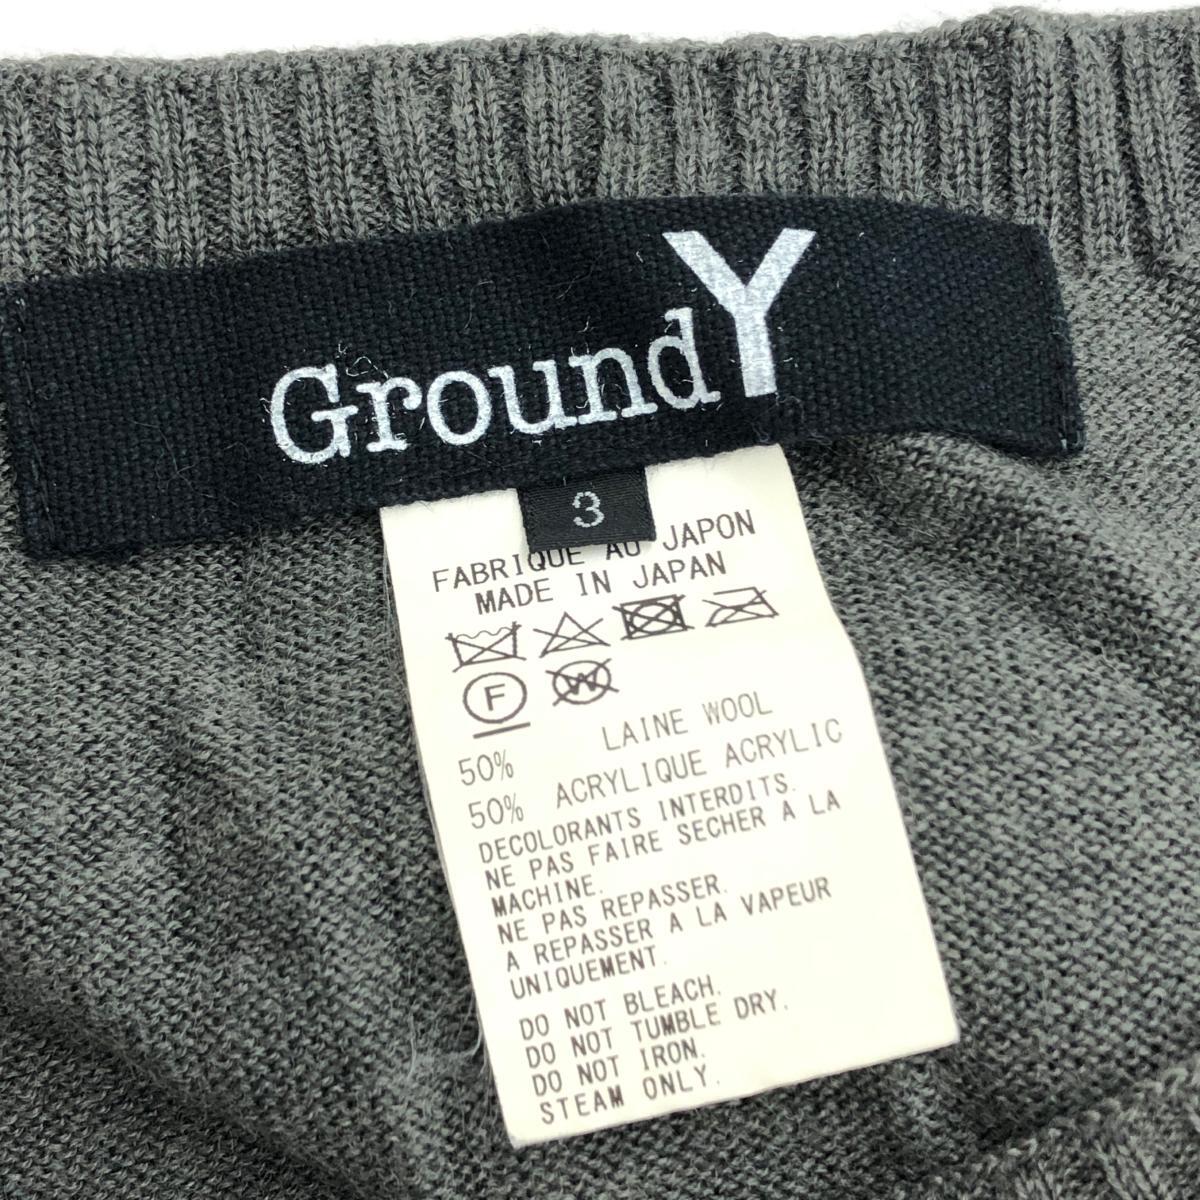 Ground Y
3
FABRIQUE AU JAPON
MADE IN JAPAN
F W
50% LAINE WOOL
50% ACRYLIQUE ACRYLIC
DECOLORANTS INTERDITS.
NE PAS FAIRE SECHER A LA
MACHINE.
NE PAS REPASSER.
A REPASSER A LA VAPEUR
UNIQUEMENT.
DO NOT BLEACH.
DO NOT TUMBLE DRY.
DO NOT IRON.
STEAM ONLY.